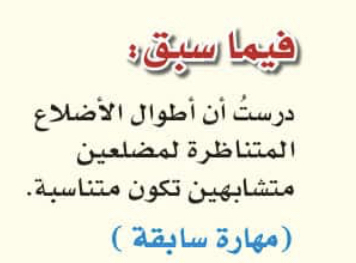 فيما سبق:
درستُ أن أطوال الأضلاع
المتناظرة لمضلعين
متشابهين تكون متناسبة.
(مهارة سابقة)